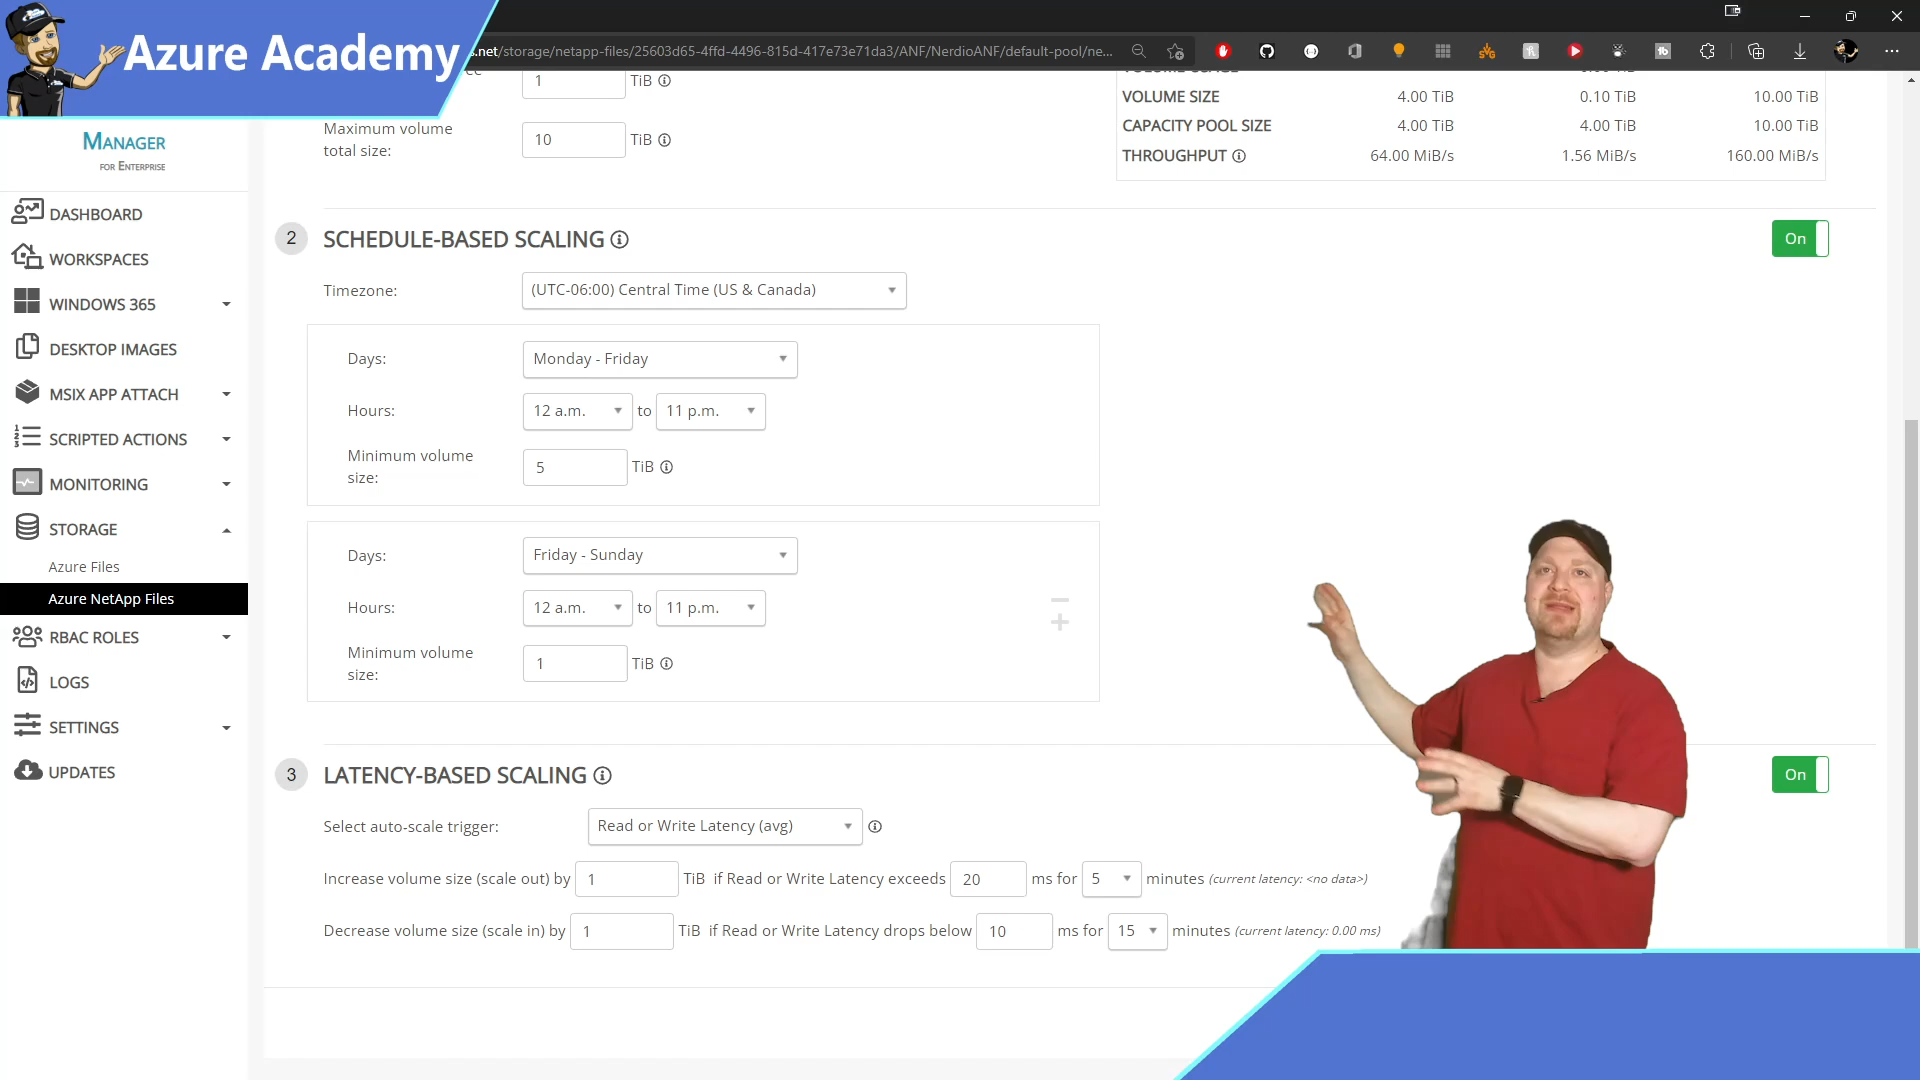 Azure Academy
.net/storage/netapp-files/25603d65-4ffd-4496-815d-417e73e71da3/ANF/NerdioANF/default-pool/ne...
1 TiB
VOLUME SIZE 4.00 TiB 0.10 TiB 10.00 TiB
CAPACITY POOL SIZE 4.00 TiB 4.00 TiB 10.00 TiB
THROUGHPUT 64.00 MiB/s 1.56 MiB/s 160.00 MiB/s
Maximum volume
total size:
10 TiB
MANAGER
FOR ENTERPRISE
DASHBOARD
WORKSPACES
WINDOWS 365
DESKTOP IMAGES
MSIX APP ATTACH
SCRIPTED ACTIONS
MONITORING
STORAGE
Azure Files
Azure NetApp Files
RBAC ROLES
LOGS
SETTINGS
UPDATES
2 SCHEDULE-BASED SCALING On
Timezone: (UTC-06:00) Central Time (US & Canada)
Days: Monday - Friday
Hours: 12 a.m. to 11 p.m.
Minimum volume
size:
5 TiB
Days: Friday - Sunday
Hours: 12 a.m. to 11 p.m.
Minimum volume
size:
1 TiB
3 LATENCY-BASED SCALING On
Select auto-scale trigger: Read or Write Latency (avg)
Increase volume size (scale out) by 1 TiB if Read or Write Latency exceeds 20 ms for 5 minutes (current latency: <no data>)
Decrease volume size (scale in) by 1 TiB if Read or Write Latency drops below 10 ms for 15 minutes (current latency: 0.00 ms)